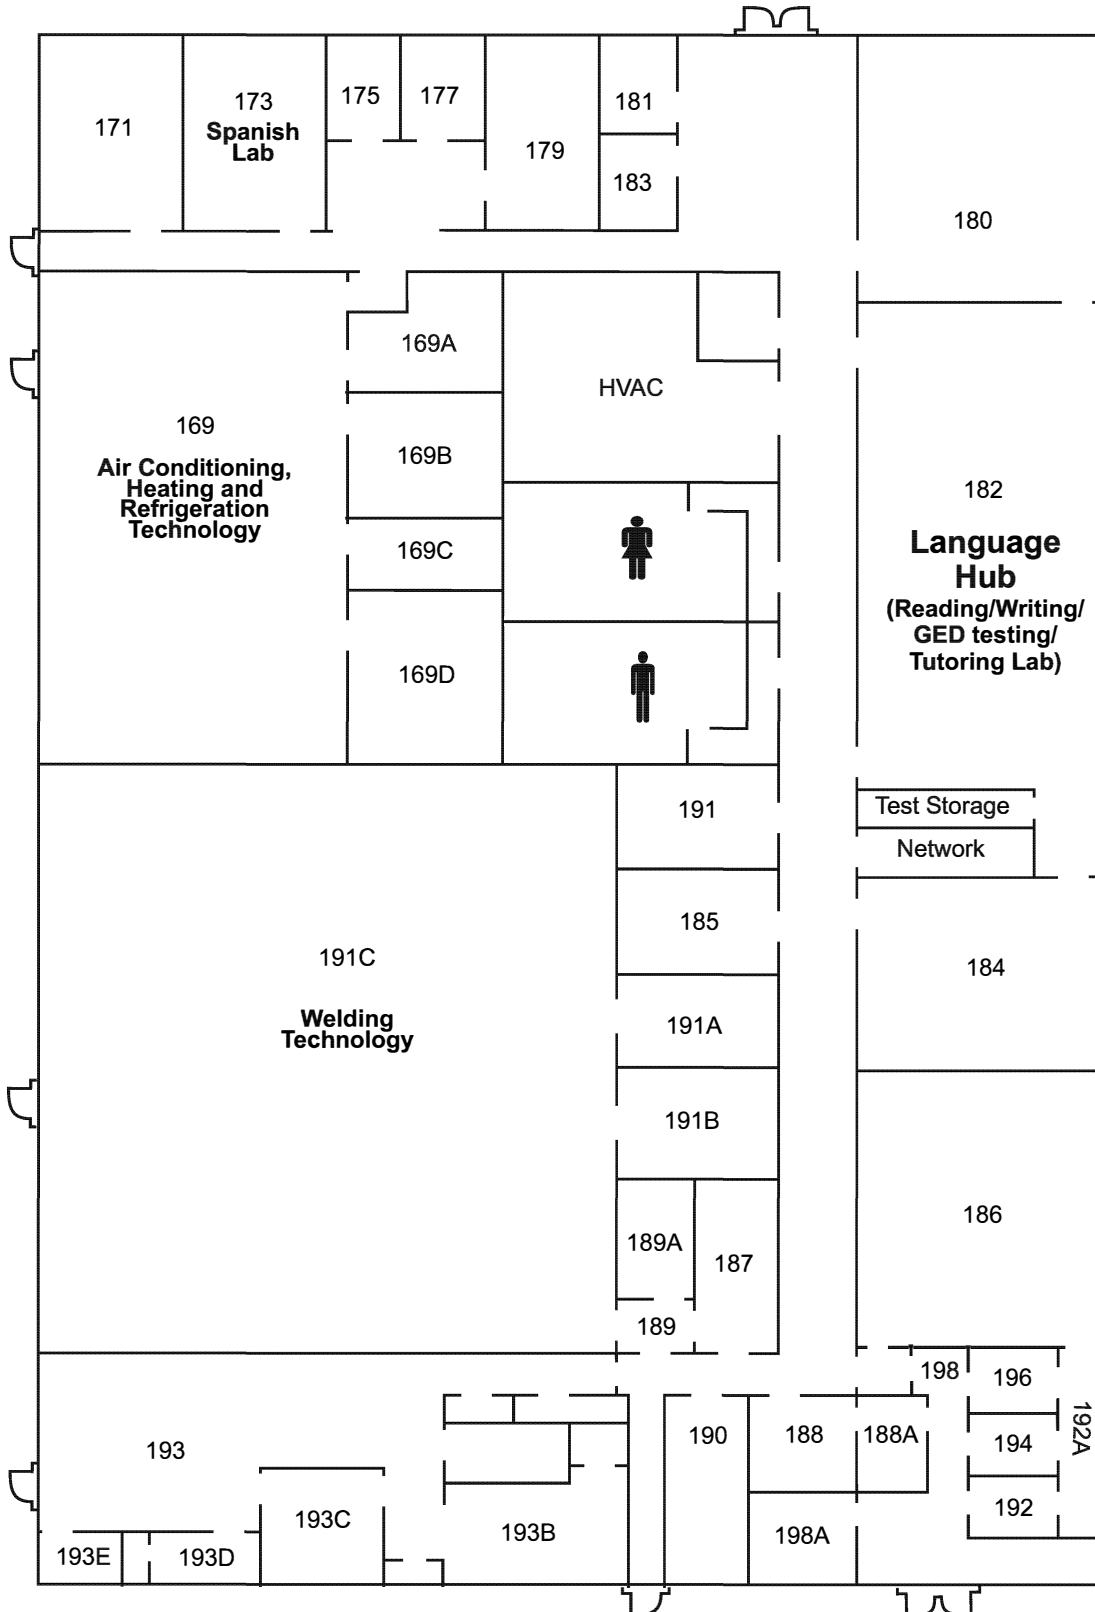 171
173
Spanish
Lab
175
177
179
181
183
180
169A
HVAC
169
Air Conditioning,
Heating and
Refrigeration
Technology
169B
169C
169D
182
Language
Hub
(Reading/Writing/
GED testing/
Tutoring Lab)
Test Storage
Network
191
185
191C
Welding
Technology
191A
191B
184
186
189A
187
189
198
196
194
192
192A
190
188
188A
198A
193
193C
193B
193E
193D